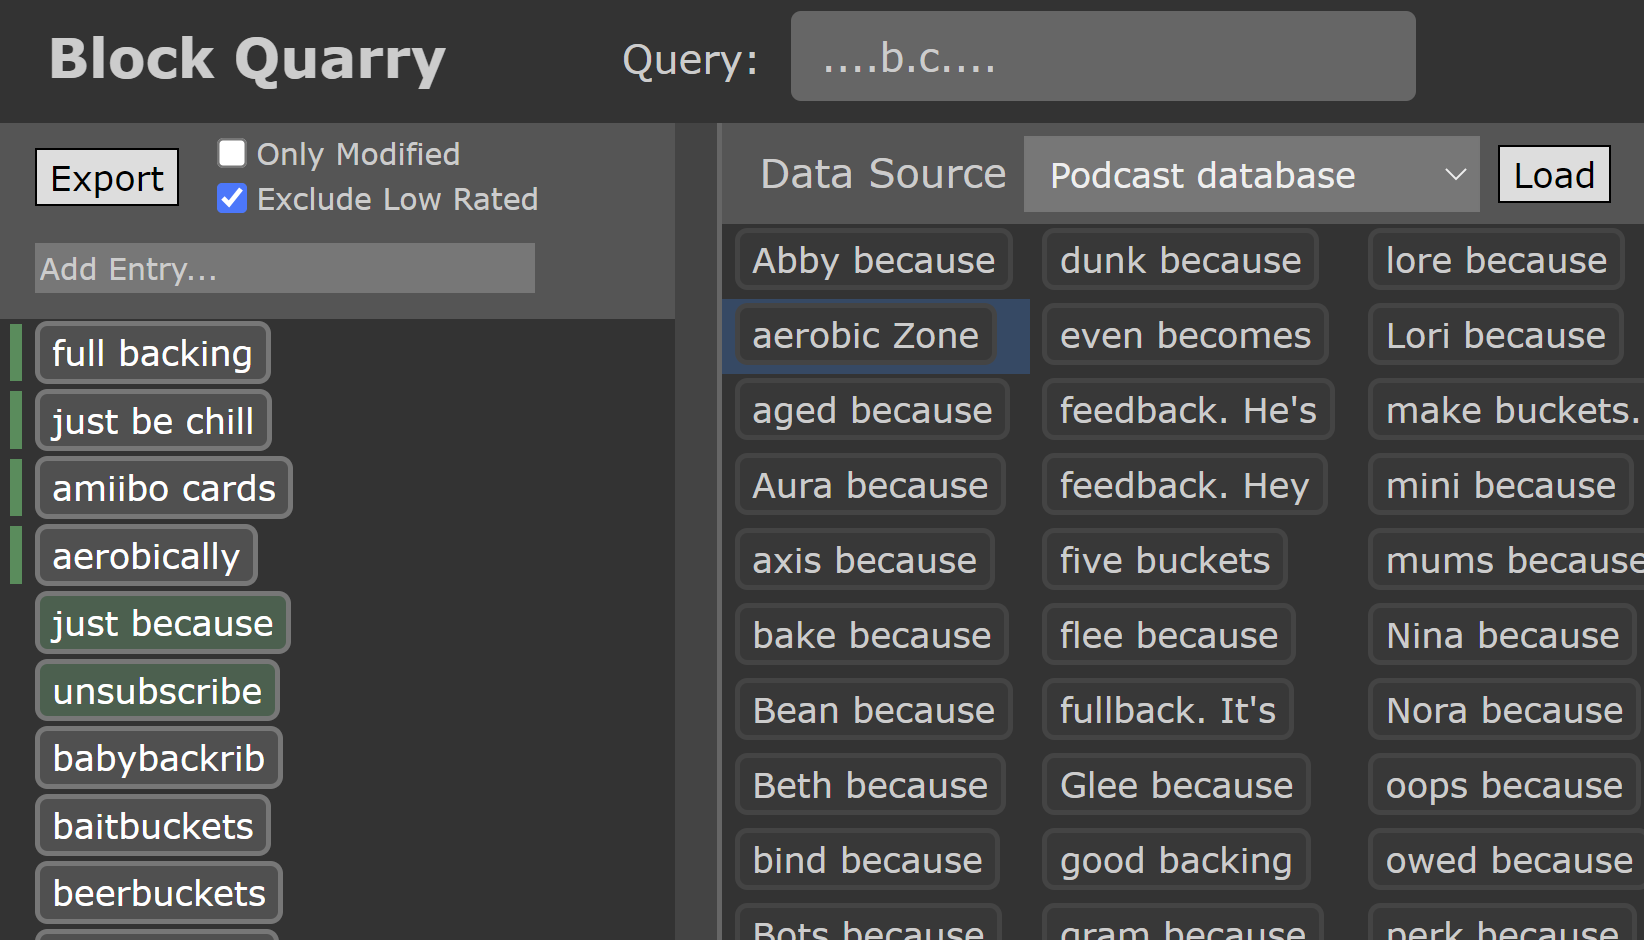 Block Quarry
Query:
....b.c....
Export
Only Modified
Exclude Low Rated
Add Entry...
full backing
just be chill
amiibo cards
aerobically
just because
unsubscribe
babybackrib
baitbuckets
beerbuckets
Data Source
Podcast database
Load
Abby because
dunk because
lore because
aerobic Zone
even becomes
Lori because
aged because
feedback. He's
make buckets.
Aura because
feedback. Hey
mini because
axis because
five buckets
mums because
bake because
flee because
Nina because
Bean because
fullback. It's
Nora because
Beth because
Glee because
oops because
bind because
good backing
owed because
Bots because
gram because
perk because